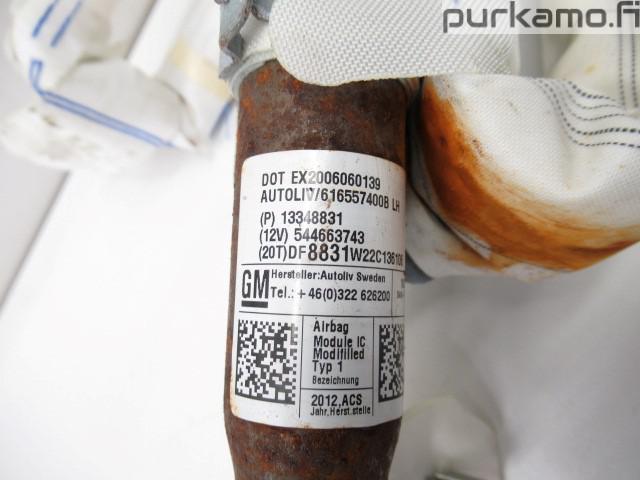 purkamo.fi
DOT EX2006060139
AUTOLIV/616557400B LH
(P) 13348831
(12V) 544663743
(20T)DF8831W22C136106
GM
Hersteller:Autoliv Sweden
Tel.: +46(0)322 626200
Airbag
Module IC
Modifilled
Typ 1
Bezeichnung
2012,ACS
Jahr,Herst.stelle